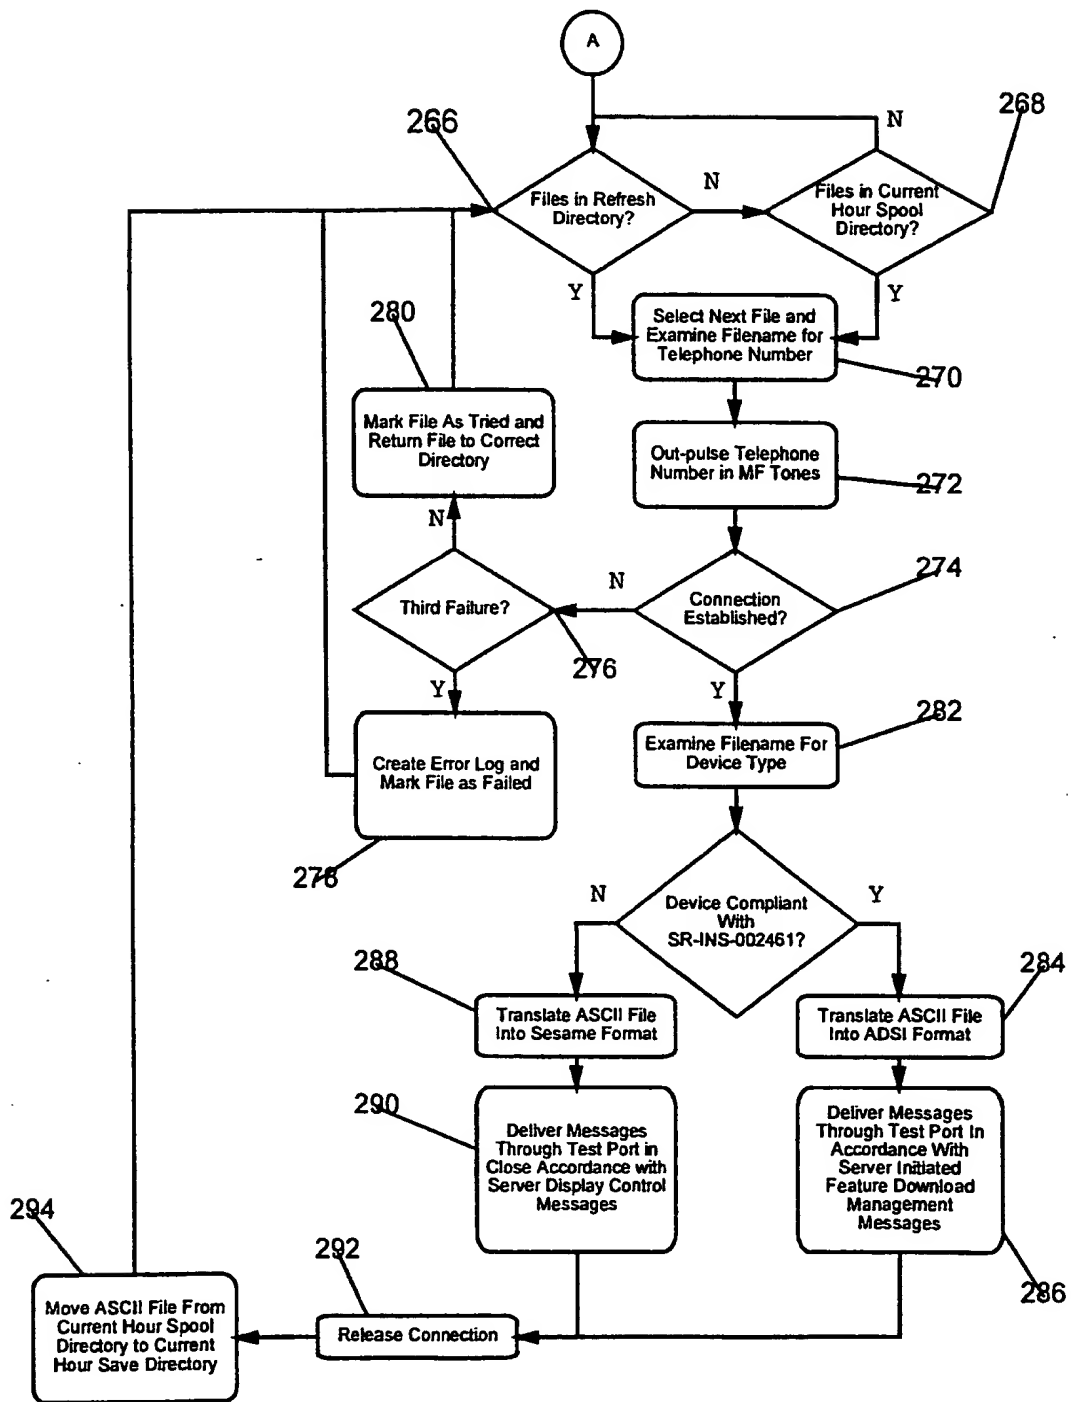 A
266
268
N
Files in Refresh
Directory?
N
Files in Current
Hour Spool
Directory?
Y
Y
280
Select Next File and
Examine Filename for
Telephone Number
270
Mark File As Tried and
Return File to Correct
Directory
Out-pulse Telephone
Number in MF Tones
272
N
274
N
Third Failure?
Connection
Established?
276
Y
Y
282
Create Error Log and
Mark File as Failed
Examine Filename For
Device Type
278
N
Y
Device Compliant
With
SR-INS-002461?
288
284
Translate ASCII File
Into Sesame Format
Translate ASCII File
Into ADSI Format
290
Deliver Messages
Through Test Port in
Close Accordance with
Server Display Control
Messages
Deliver Messages
Through Test Port In
Accordance With
Server Initiated
Feature Download
Management
Messages
294
292
286
Move ASCII File From
Current Hour Spool
Directory to Current
Hour Save Directory
Release Connection